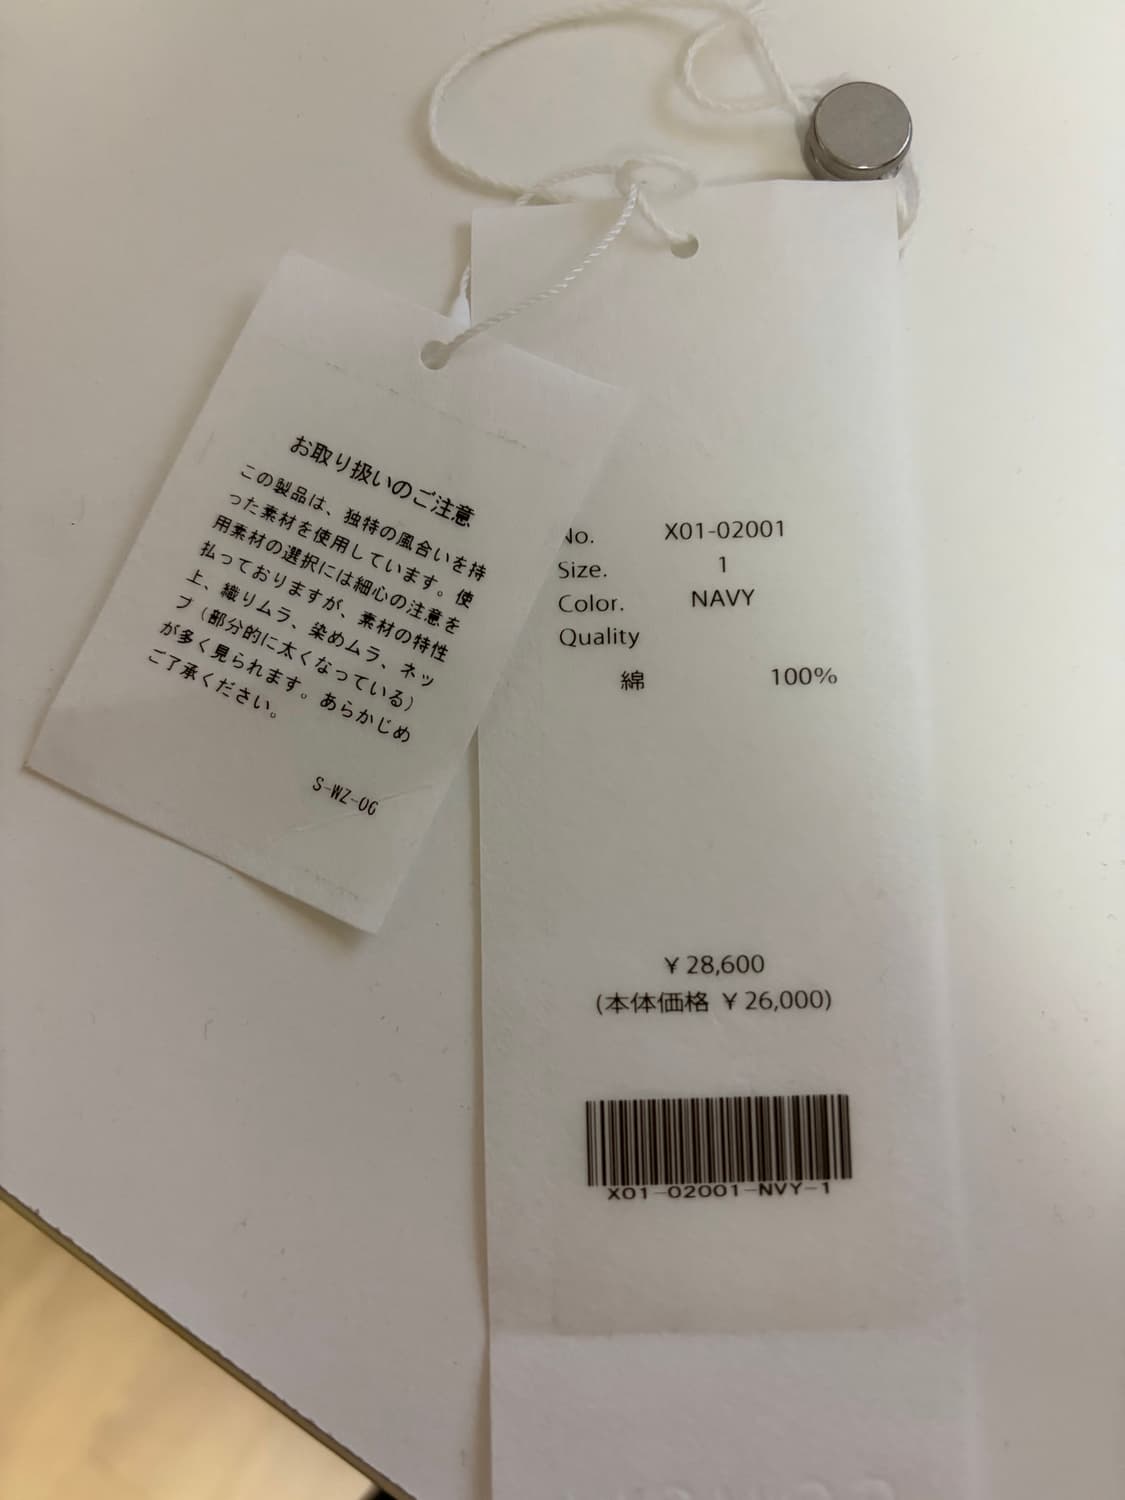 お取り扱いのご注意
この製品は、独特の風合いを持
った素材を使用しています。使
用素材の選択には細心の注意を
払っておりますが、素材の特性
上、織りムラ、染めムラ、ネッ
プ（部分的に太くなっている）
が多く見られます。あらかじめ
ご了承ください。
S-WZ-06
No. X01-02001
Size. 1
Color. NAVY
Quality
綿 100%
¥28,600
(本体価格 ¥26,000)
X01-02001-NVY-1